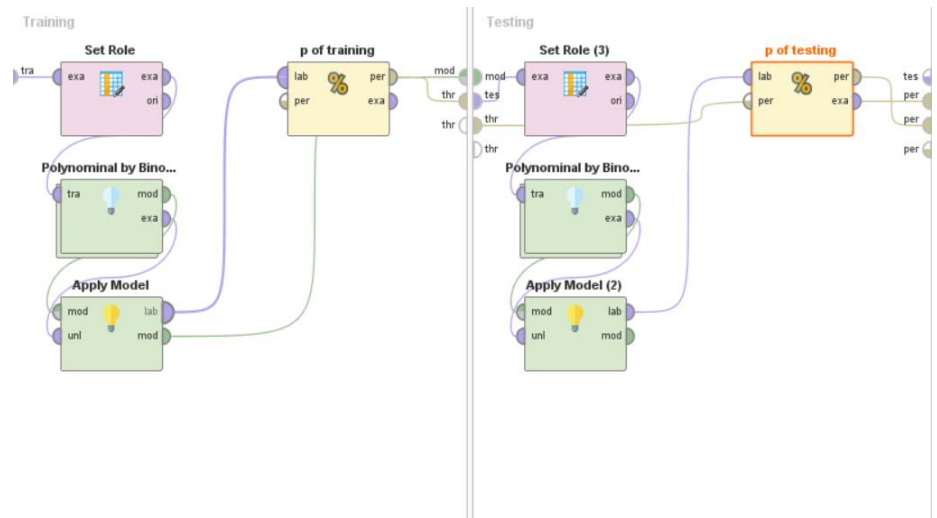 Training
Testing
Set Role
p of training
Set Role (3)
p of testing
tra
exa
exa
ori
lab
per
per
exa
mod
thr
thr
mod
tes
thr
thr
exa
exa
ori
lab
per
per
exa
tes
per
per
per
Polynominal by Bino...
Polynominal by Bino...
tra
mod
exa
tra
mod
exa
Apply Model
Apply Model (2)
mod
lab
unl
mod
mod
lab
unl
mod